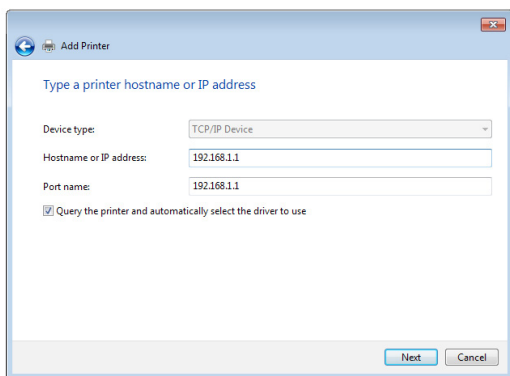 Add Printer
Type a printer hostname or IP address
Device type: TCP/IP Device
Hostname or IP address: 192.168.1.1
Port name: 192.168.1.1
Query the printer and automatically select the driver to use
Next Cancel